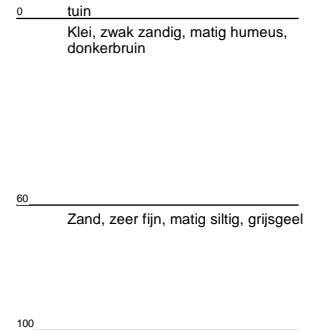 0 tuin
Klei, zwak zandig, matig humeus,
donkerbruin
60
Zand, zeer fijn, matig siltig, grijsgeel
100